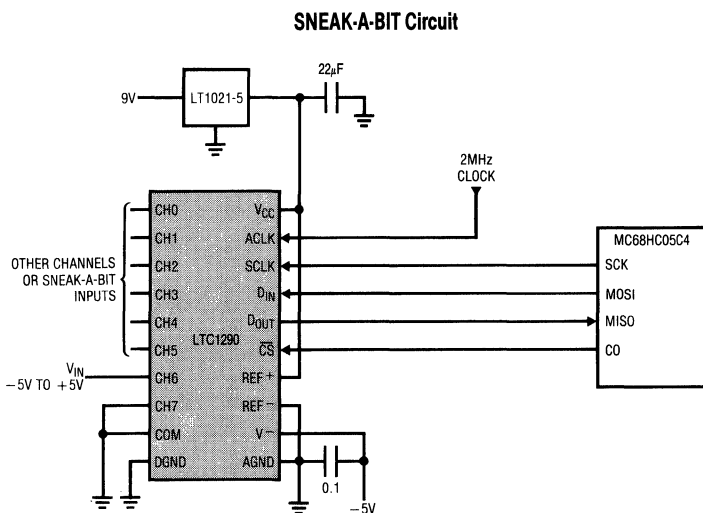 SNEAK-A-BIT Circuit
22µF
9V
LT1021-5
2MHz
CLOCK
MC68HC05C4
CH0
VCC
CH1
ACLK
SCK
OTHER CHANNELS
OR SNEAK-A-BIT
INPUTS
CH2
SCLK
CH3
DIN
MOSI
CH4
DOUT
MISO
LTC1290
CH5
CS
CO
VIN
−5V TO +5V
CH6
REF+
CH7
REF−
COM
V−
DGND
AGND
0.1
−5V